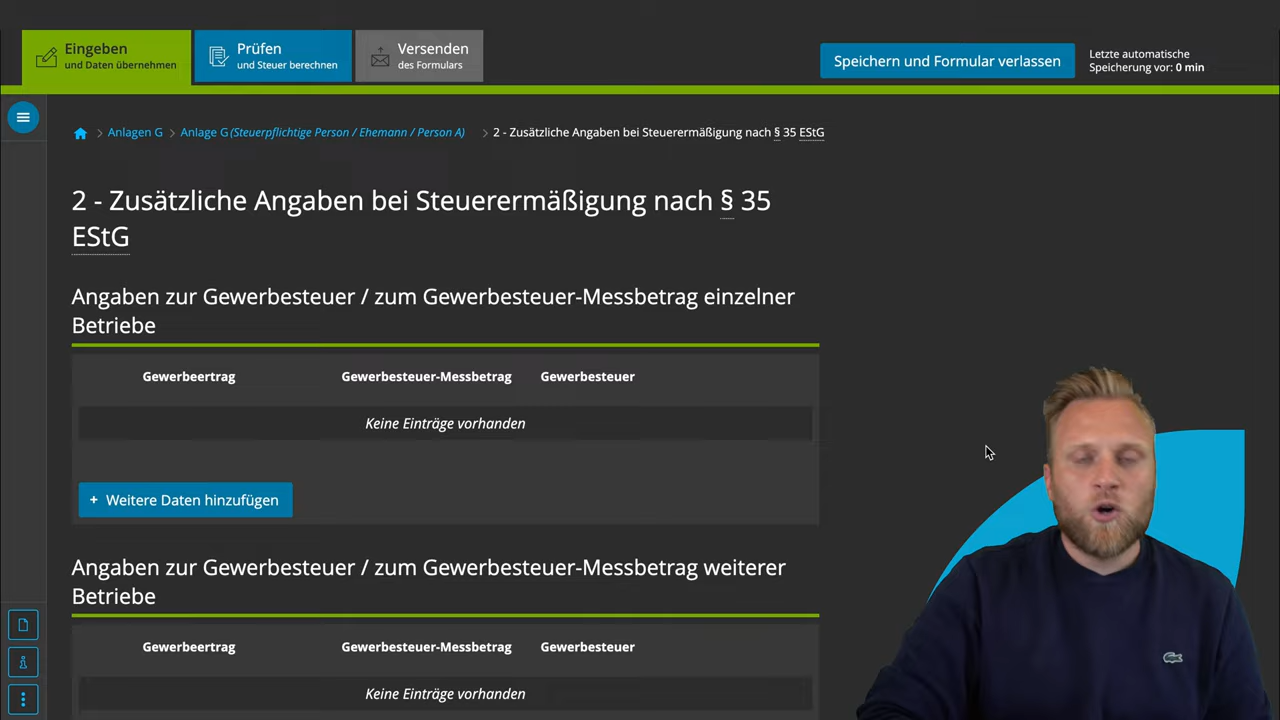 Eingeben
und Daten übernehmen
Prüfen
und Steuer berechnen
Versenden
des Formulars
Speichern und Formular verlassen
Letzte automatische
Speicherung vor: 0 min
Anlagen G > Anlage G (Steuerpflichtige Person / Ehemann / Person A) > 2 - Zusätzliche Angaben bei Steuerermäßigung nach § 35 EStG
2 - Zusätzliche Angaben bei Steuerermäßigung nach § 35
EStG
Angaben zur Gewerbesteuer / zum Gewerbesteuer-Messbetrag einzelner
Betriebe
Gewerbeertrag Gewerbesteuer-Messbetrag Gewerbesteuer
Keine Einträge vorhanden
+ Weitere Daten hinzufügen
Angaben zur Gewerbesteuer / zum Gewerbesteuer-Messbetrag weiterer
Betriebe
Gewerbeertrag Gewerbesteuer-Messbetrag Gewerbesteuer
Keine Einträge vorhanden